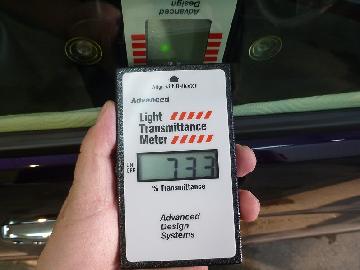 Advanced
Design
Advanced
Light
Transmittance
Meter
ON
OFF
73.3
% Transmittance
Advanced
Design
Systems